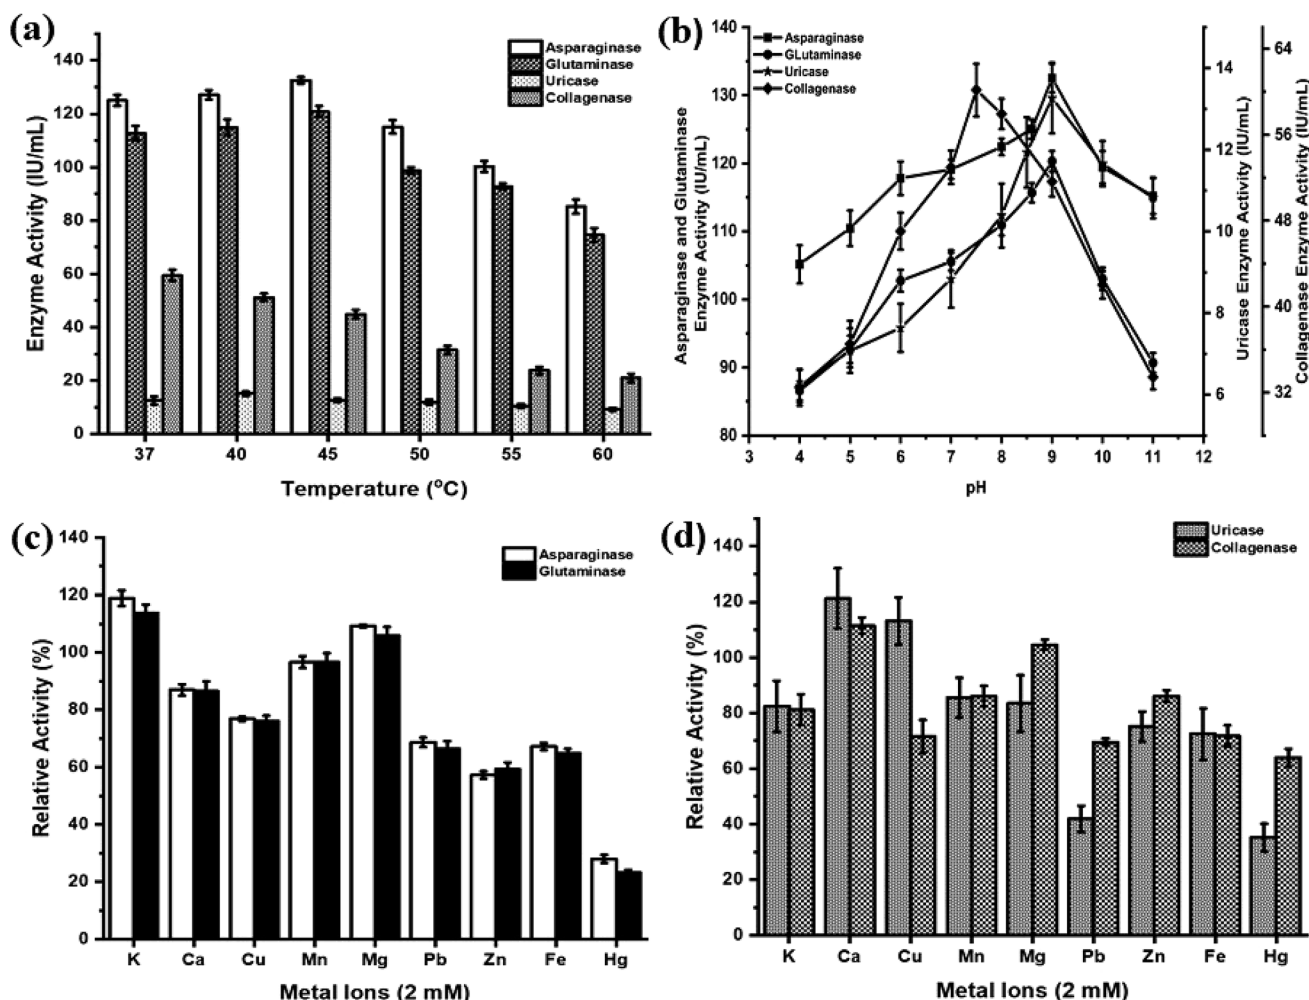 (a)
Asparaginase
Glutaminase
Uricase
Collagenase
Enzyme Activity (IU/mL)
140
120
100
80
60
40
20
0
37 40 45 50 55 60
Temperature (°C)
(b)
Asparaginase
GLutaminase
Uricase
Collagenase
Asparaginase and Glutaminase
Enzyme Activity (IU/mL)
140
130
120
110
100
90
80
3 4 5 6 7 8 9 10 11 12
pH
14
12
10
8
6
Uricase Enzyme Activity (IU/mL)
64
56
48
40
32
Collagenase Enzyme Activity (IU/mL)
(c)
Asparaginase
Glutaminase
Relative Activity (%)
140
120
100
80
60
40
20
0
K Ca Cu Mn Mg Pb Zn Fe Hg
Metal Ions (2 mM)
(d)
Uricase
Collagenase
Relative Activity (%)
140
120
100
80
60
40
20
0
K Ca Cu Mn Mg Pb Zn Fe Hg
Metal Ions (2 mM)